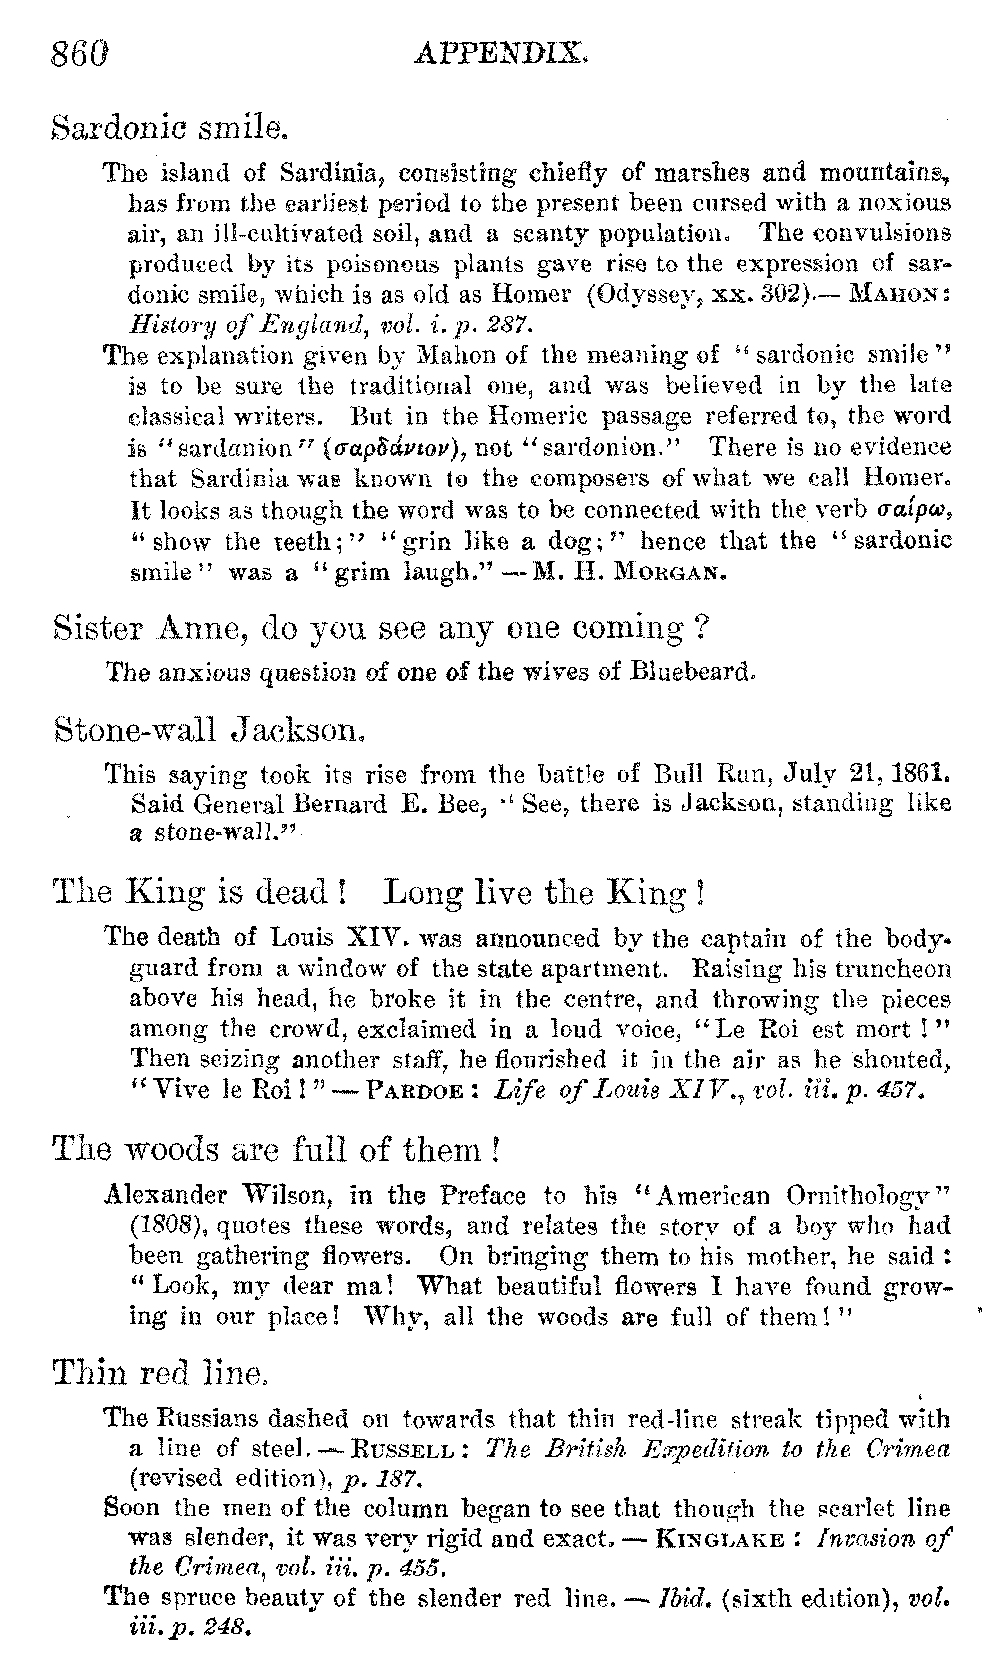 860 APPENDIX.
Sardonic smile.
The island of Sardinia, consisting chiefly of marshes and mountains,
has from the earliest period to the present been cursed with a noxious
air, an ill-cultivated soil, and a scanty population. The convulsions
produced by its poisonous plants gave rise to the expression of sar-
donic smile, which is as old as Homer (Odyssey, xx. 302).— MAHON:
History of England, vol. i. p. 287.
The explanation given by Mahon of the meaning of “sardonic smile”
is to be sure the traditional one, and was believed in by the late
classical writers. But in the Homeric passage referred to, the word
is “sardanion” (σαρδάνιον), not “sardonion.” There is no evidence
that Sardinia was known to the composers of what we call Homer.
It looks as though the word was to be connected with the verb σαίρω,
“show the teeth;” “grin like a dog;” hence that the “sardonic
smile” was a “grim laugh.” — M. H. MORGAN.
Sister Anne, do you see any one coming ?
The anxious question of one of the wives of Bluebeard.
Stone-wall Jackson.
This saying took its rise from the battle of Bull Run, July 21, 1861.
Said General Bernard E. Bee, “See, there is Jackson, standing like
a stone-wall.”
The King is dead ! Long live the King !
The death of Louis XIV. was announced by the captain of the body-
guard from a window of the state apartment. Raising his truncheon
above his head, he broke it in the centre, and throwing the pieces
among the crowd, exclaimed in a loud voice, “Le Roi est mort !”
Then seizing another staff, he flourished it in the air as he shouted,
“Vive le Roi !” — PARDOE : Life of Louis XIV., vol. iii. p. 457.
The woods are full of them !
Alexander Wilson, in the Preface to his “American Ornithology”
(1808), quotes these words, and relates the story of a boy who had
been gathering flowers. On bringing them to his mother, he said :
“Look, my dear ma! What beautiful flowers I have found grow-
ing in our place! Why, all the woods are full of them!”
Thin red line.
The Russians dashed on towards that thin red-line streak tipped with
a line of steel. — RUSSELL : The British Expedition to the Crimea
(revised edition), p. 187.
Soon the men of the column began to see that though the scarlet line
was slender, it was very rigid and exact. — KINGLAKE : Invasion of
the Crimea, vol. iii. p. 455.
The spruce beauty of the slender red line. — Ibid. (sixth edition), vol.
iii. p. 248.